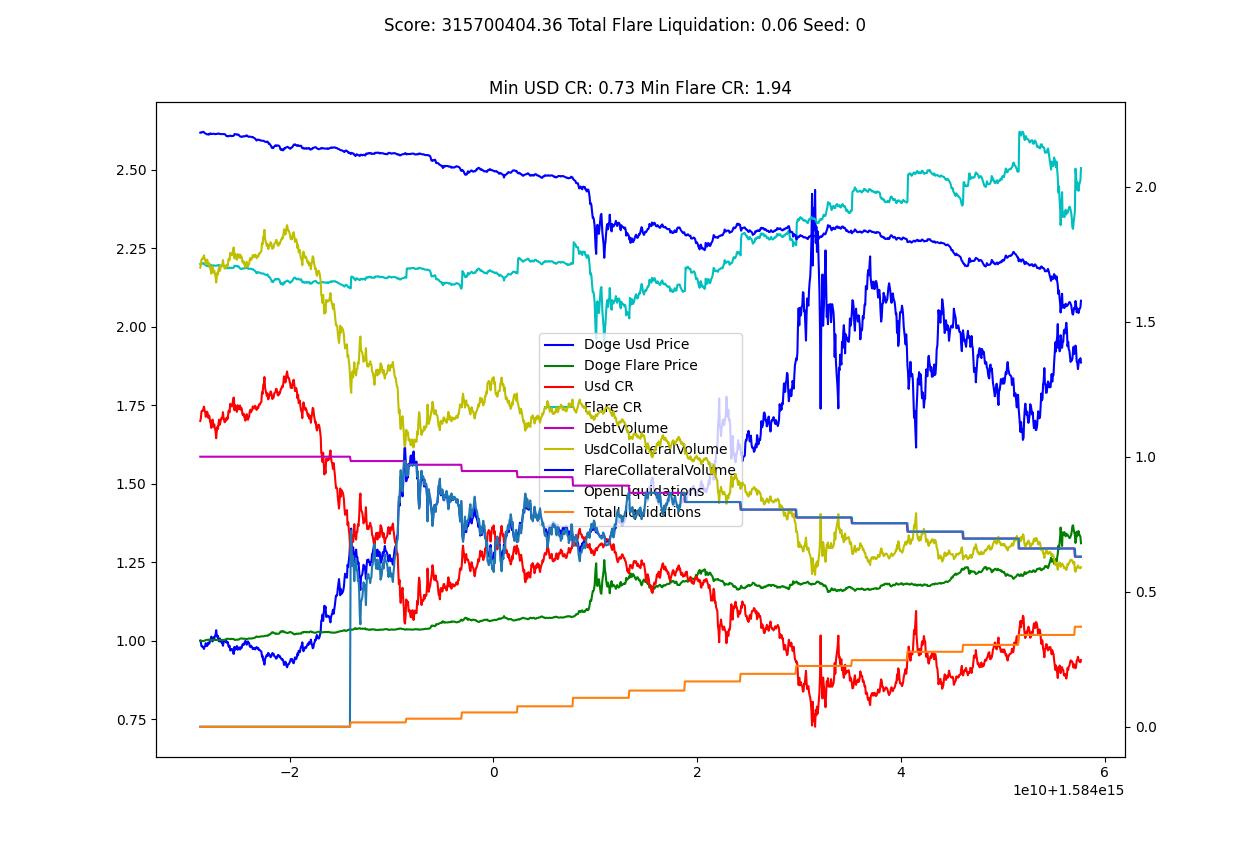 Score: 315700404.36 Total Flare Liquidation: 0.06 Seed: 0
Min USD CR: 0.73 Min Flare CR: 1.94
2.50
2.25
2.00
1.75
1.50
1.25
1.00
0.75
2.0
1.5
1.0
0.5
0.0
Doge Usd Price
Doge Flare Price
Usd CR
Flare CR
DebtVolume
UsdCollateralVolume
FlareCollateralVolume
OpenLiquidations
TotalLiquidations
−2
0
2
4
6
1e10+1.584e15